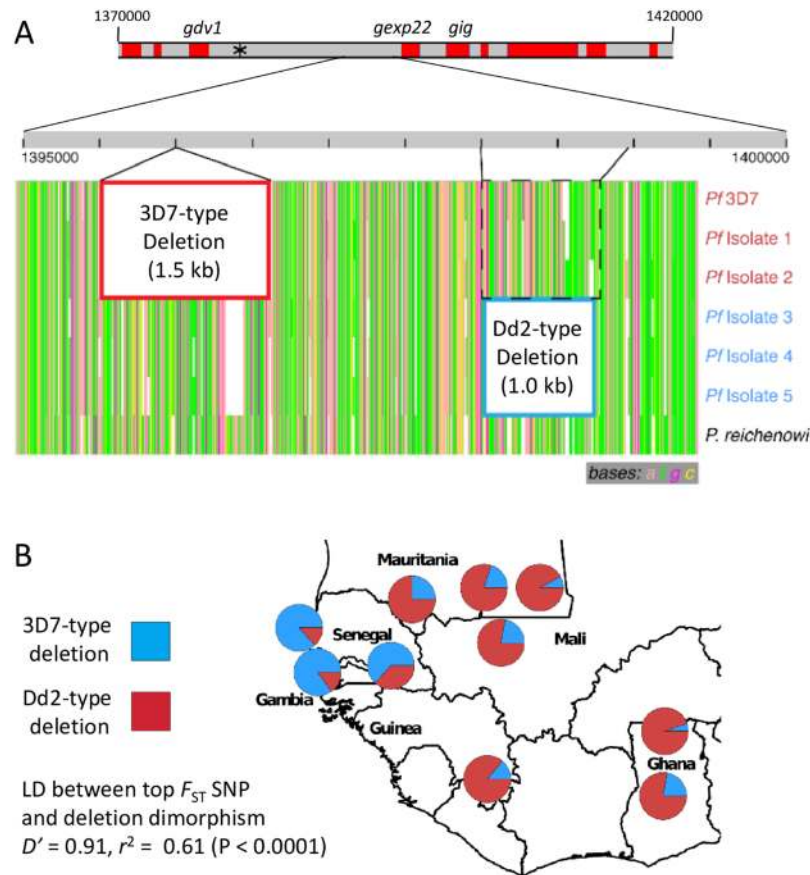 A
1370000
1420000
gdv1
gexp22
gig
*
1395000
1400000
3D7-type
Deletion
(1.5 kb)
Dd2-type
Deletion
(1.0 kb)
Pf 3D7
Pf Isolate 1
Pf Isolate 2
Pf Isolate 3
Pf Isolate 4
Pf Isolate 5
P. reichenowi
bases: a t g c
B
3D7-type
deletion
Dd2-type
deletion
LD between top FST SNP
and deletion dimorphism
D′ = 0.91, r² = 0.61 (P < 0.0001)
Mauritania
Senegal
Mali
Gambia
Guinea
Ghana